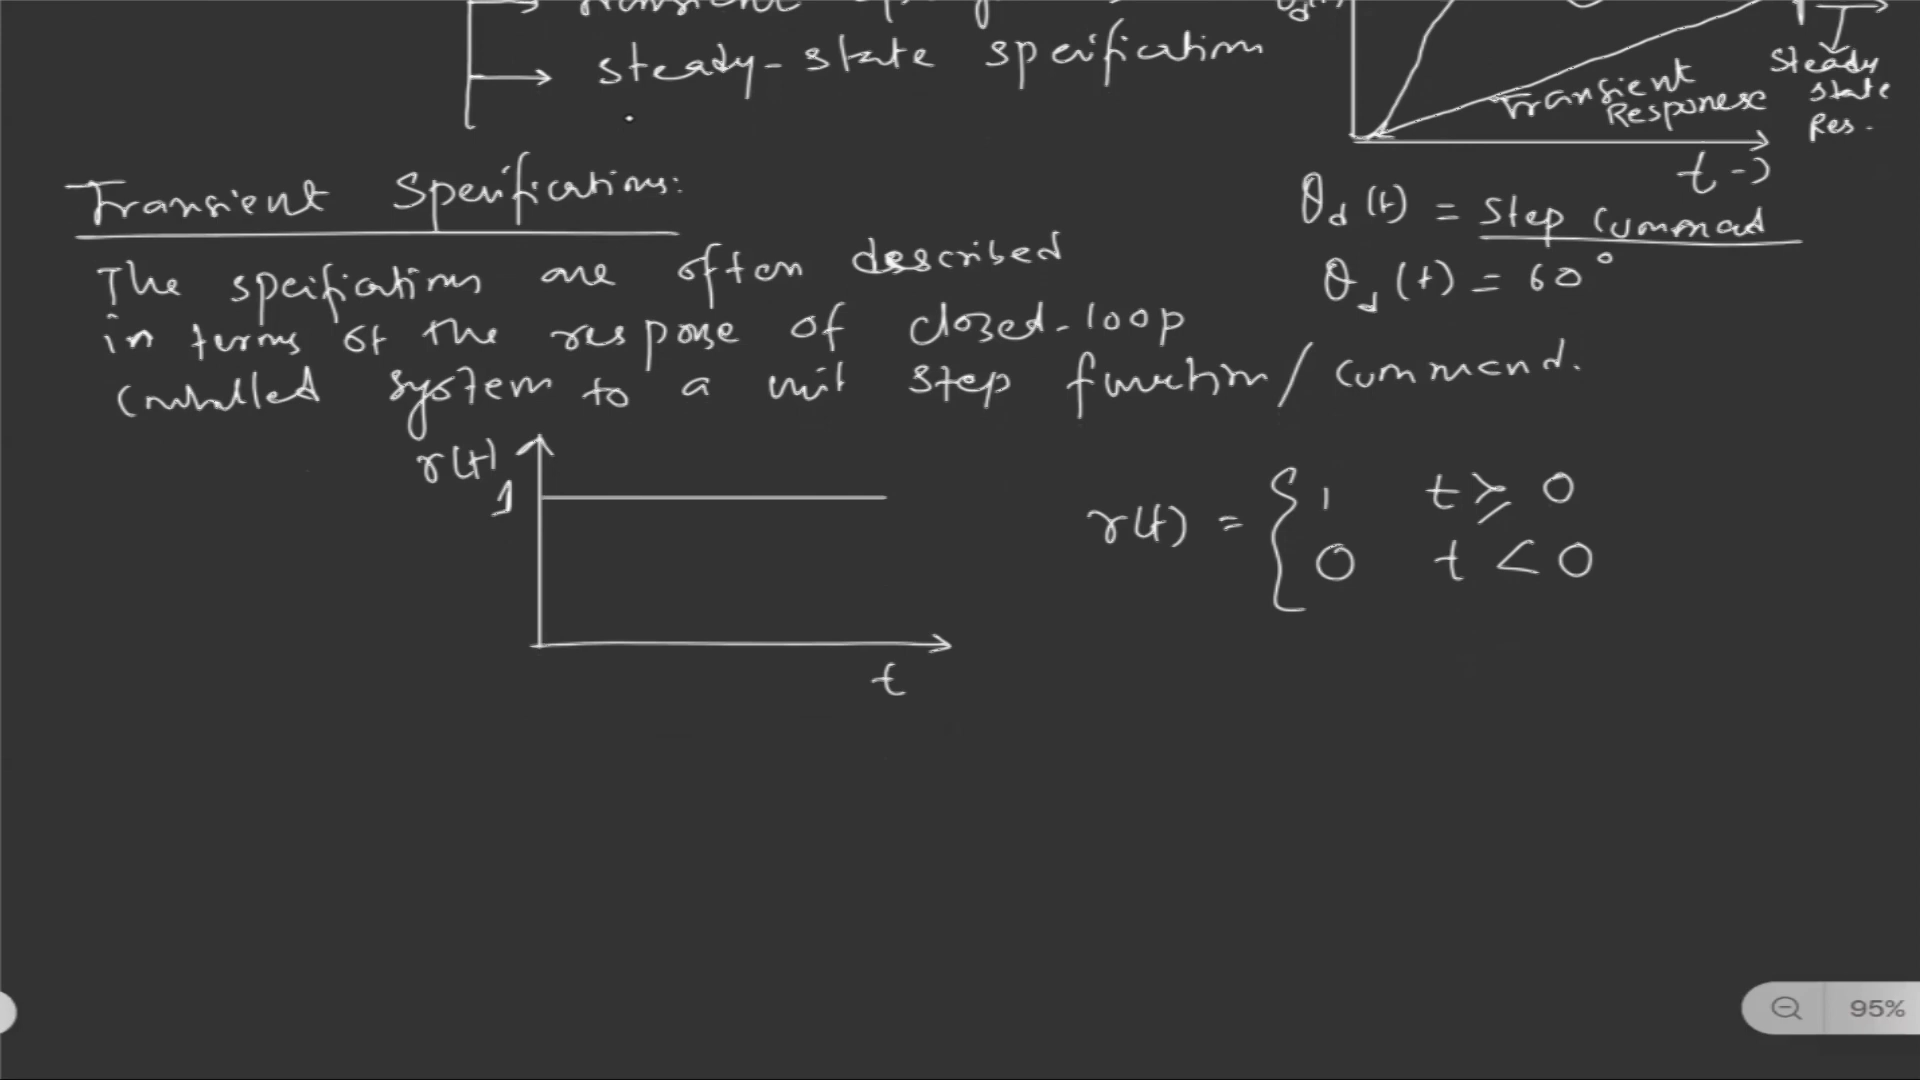 steady-state specification
Transient
Response
Steady
state
Res.
t →
Transient Specifications:
θd(t) = Step Command
θd(t) = 60°
The specifications are often described
in terms of the response of closed-loop
controlled system to a unit step function/command.
r(t)
1
t
r(t) = { 1 t ≥ 0
0 t < 0
95%